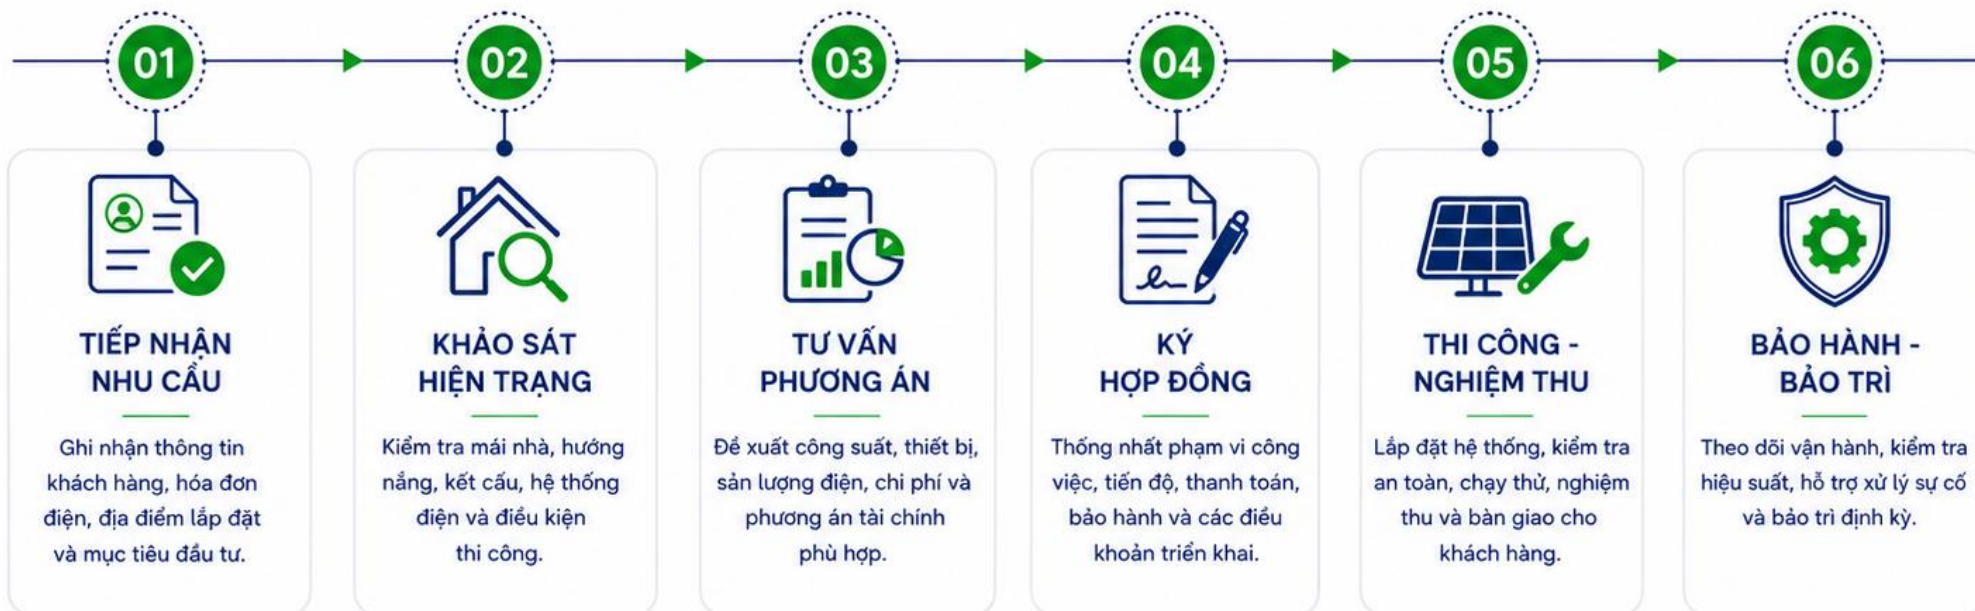 01
TIẾP NHẬN
NHU CẦU
Ghi nhận thông tin
khách hàng, hóa đơn
điện, địa điểm lắp đặt
và mục tiêu đầu tư.
02
KHẢO SÁT
HIỆN TRẠNG
Kiểm tra mái nhà, hướng
nắng, kết cấu, hệ thống
điện và điều kiện
thi công.
03
TƯ VẤN
PHƯƠNG ÁN
Đề xuất công suất, thiết bị,
sản lượng điện, chi phí và
phương án tài chính
phù hợp.
04
KÝ
HỢP ĐỒNG
Thống nhất phạm vi công
việc, tiến độ, thanh toán,
bảo hành và các điều
khoản triển khai.
05
THI CÔNG -
NGHIỆM THU
Lắp đặt hệ thống, kiểm tra
an toàn, chạy thử, nghiệm
thu và bàn giao cho
khách hàng.
06
BẢO HÀNH -
BẢO TRÌ
Theo dõi vận hành, kiểm tra
hiệu suất, hỗ trợ xử lý sự cố
và bảo trì định kỳ.